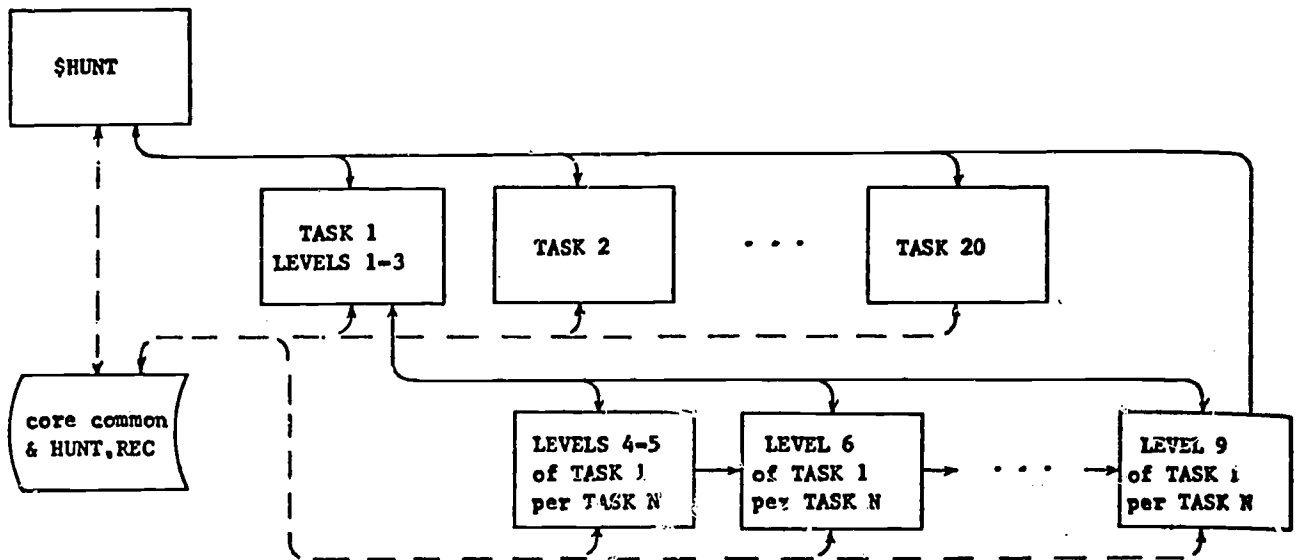 $HUNT
TASK 1
LEVELS 1-3
TASK 2
. . .
TASK 20
core common
& HUNT.REC
LEVELS 4-5
of TASK 1
per TASK N
LEVEL 6
of TASK 1
per TASK N
. . .
LEVEL 9
of TASK 1
per TASK N